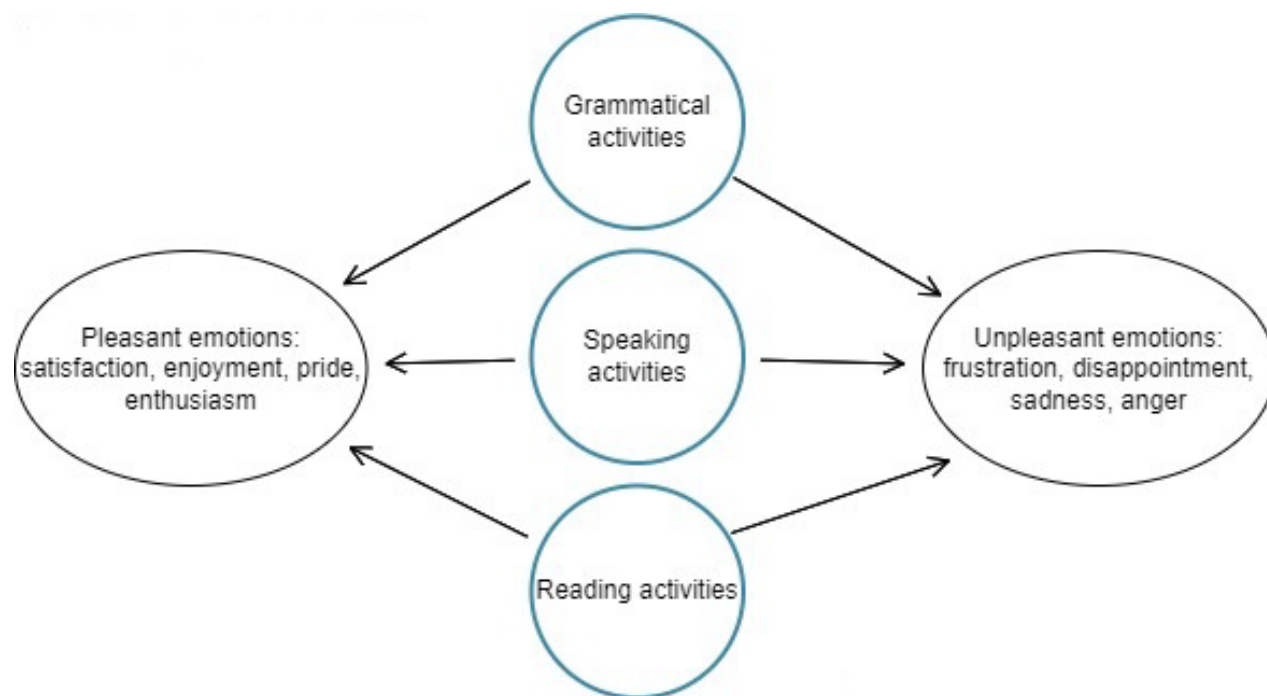 Grammatical
activities
Pleasant emotions:
satisfaction, enjoyment, pride,
enthusiasm
Speaking
activities
Unpleasant emotions:
frustration, disappointment,
sadness, anger
Reading activities